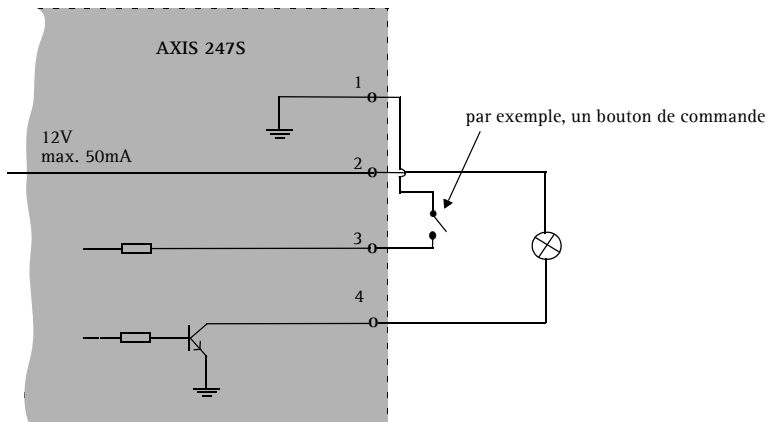 AXIS 247S
1
par exemple, un bouton de commande
12V
max. 50mA
2
3
4